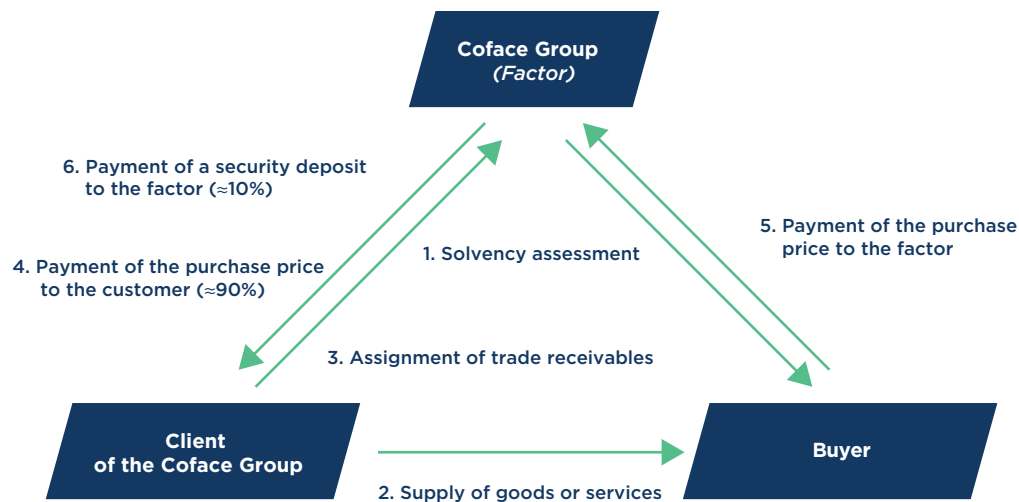 Coface Group
(Factor)
6. Payment of a security deposit
to the factor (≈10%)
5. Payment of the purchase
price to the factor
1. Solvency assessment
4. Payment of the purchase price
to the customer (≈90%)
3. Assignment of trade receivables
Client
of the Coface Group
Buyer
2. Supply of goods or services